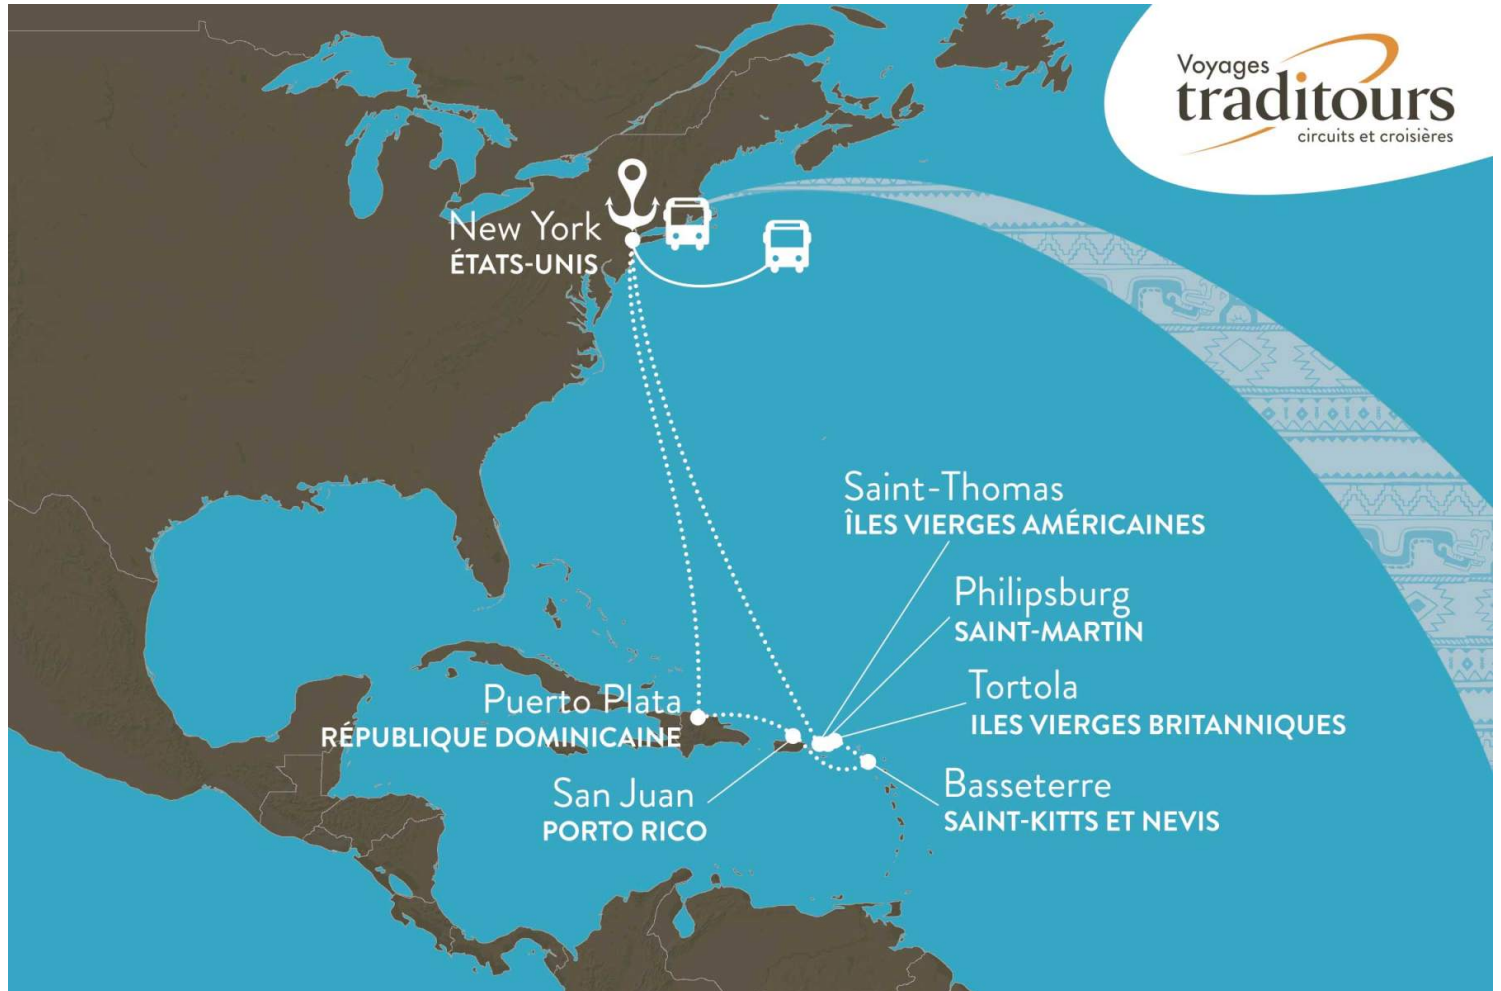 Voyages
traditours
circuits et croisières
New York
ÉTATS-UNIS
Saint-Thomas
ÎLES VIERGES AMÉRICAINES
Philipsburg
SAINT-MARTIN
Tortola
ILES VIERGES BRITANNIQUES
Puerto Plata
RÉPUBLIQUE DOMINICAINE
San Juan
PORTO RICO
Basseterre
SAINT-KITTS ET NEVIS